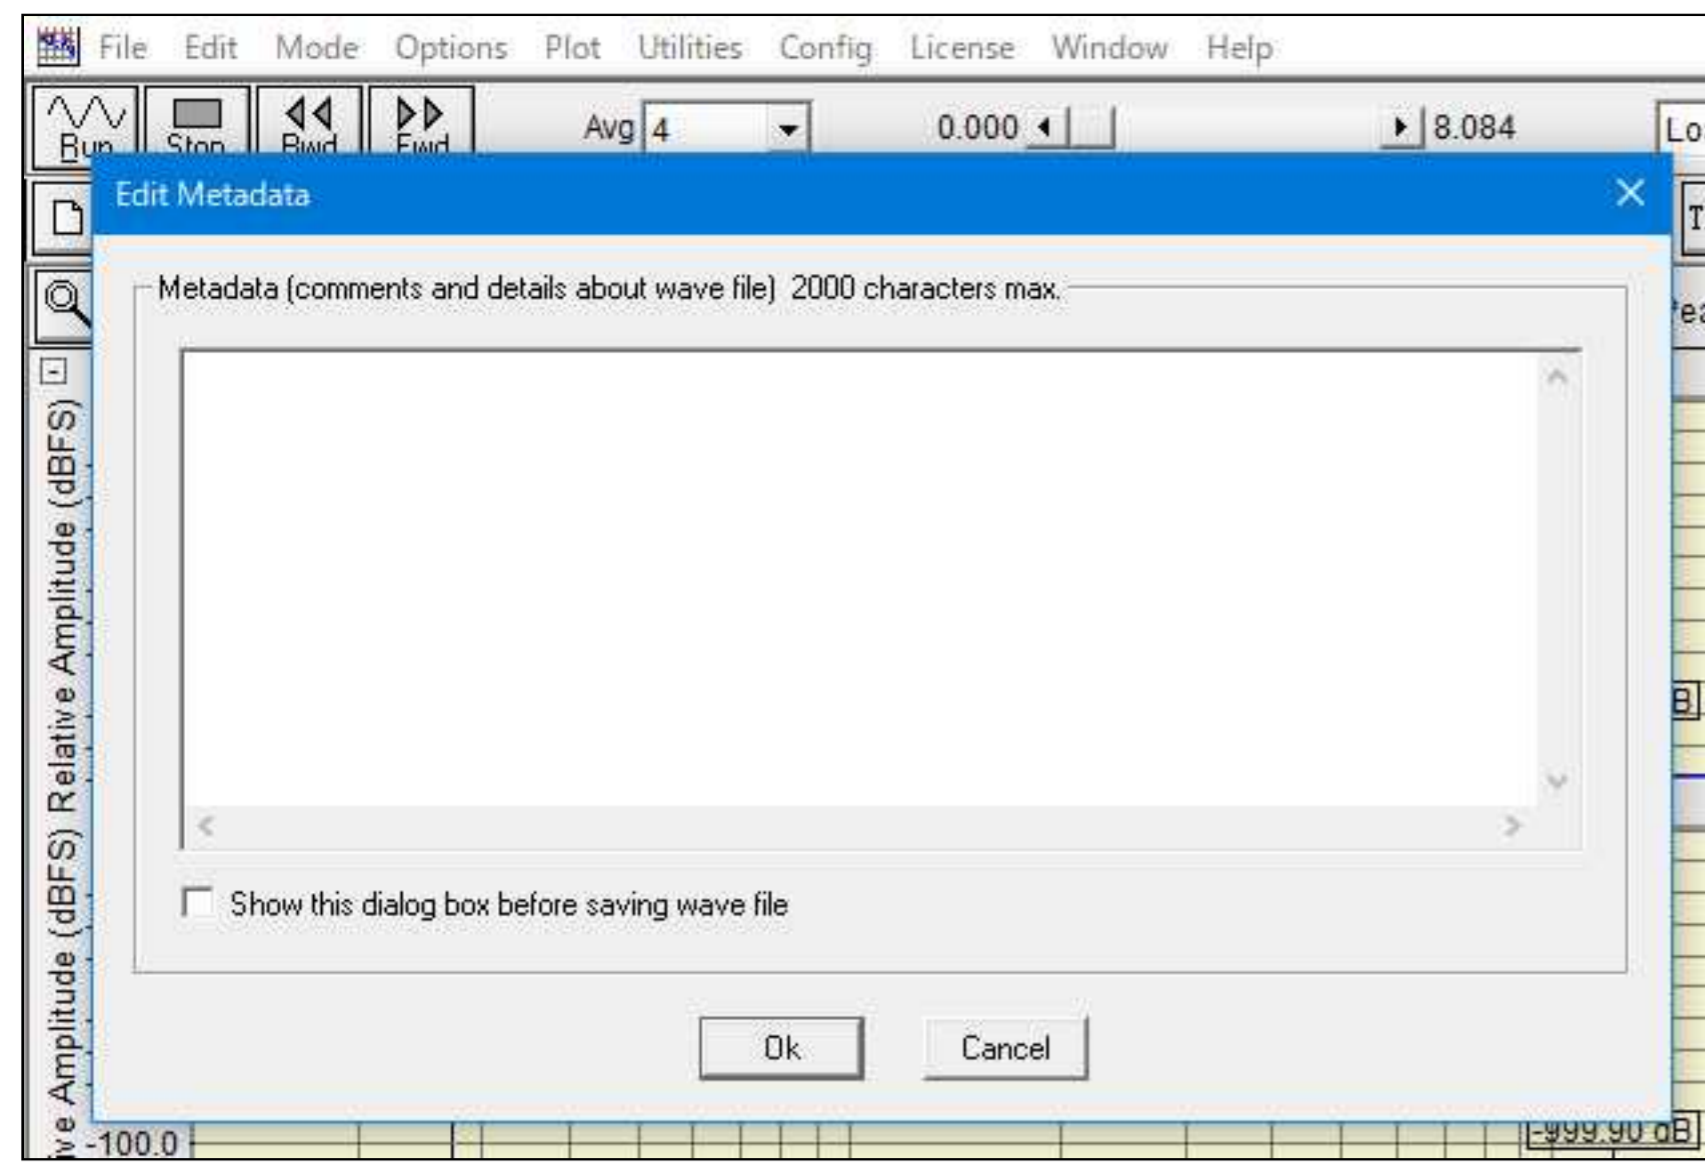 File Edit Mode Options Plot Utilities Config License Window Help
Run Stop Rwd Fwd Avg 4 0.000 8.084
Edit Metadata
Metadata (comments and details about wave file) 2000 characters max.
Show this dialog box before saving wave file
Ok Cancel
Relative Amplitude (dBFS)
Amplitude (dBFS)
-100.0
-999.90 dB